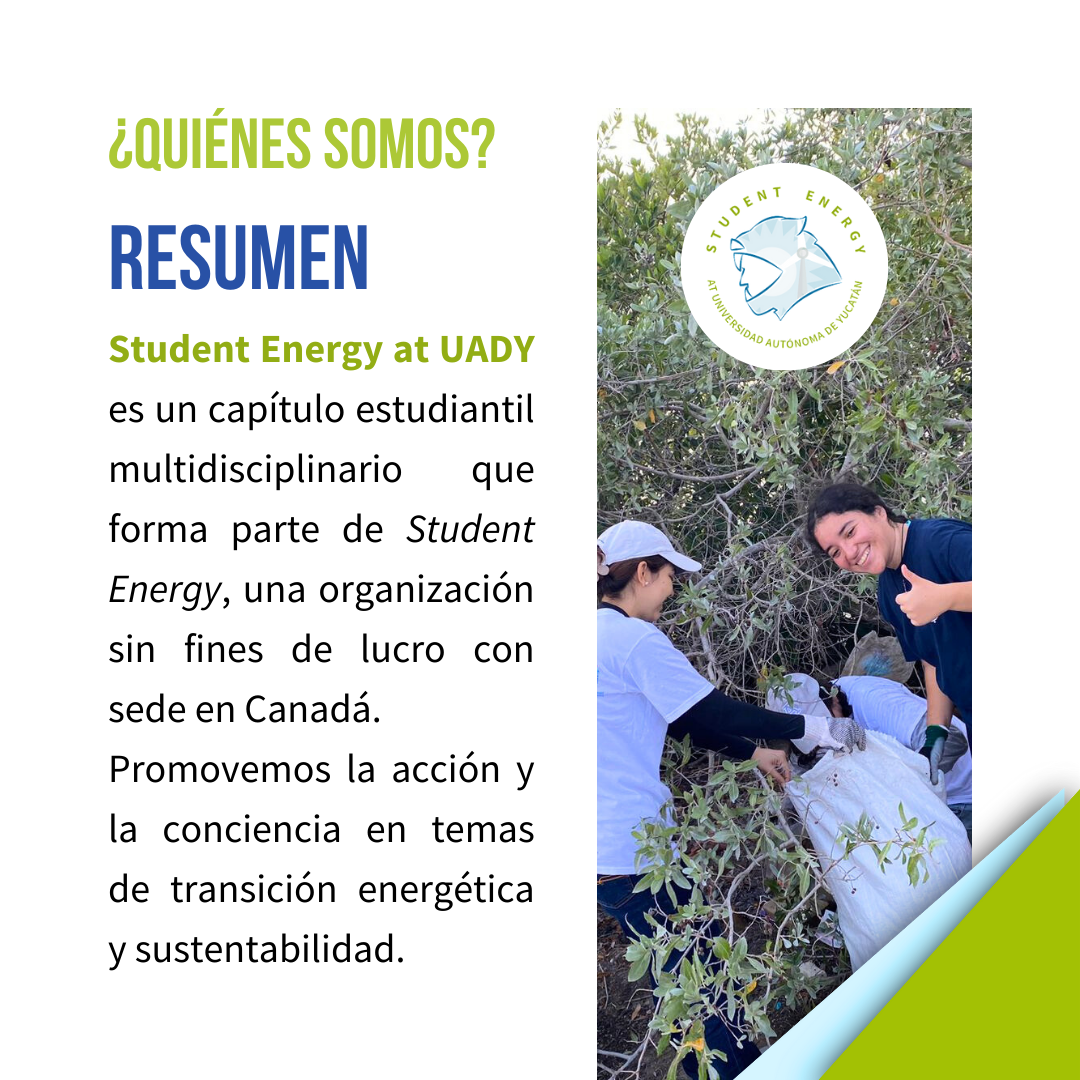 ¿QUIÉNES SOMOS?
RESUMEN
Student Energy at UADY
es un capítulo estudiantil
multidisciplinario que
forma parte de Student
Energy, una organización
sin fines de lucro con
sede en Canadá.
Promovemos la acción y
la conciencia en temas
de transición energética
y sustentabilidad.
STUDENT ENERGY
AT UNIVERSIDAD AUTÓNOMA DE YUCATÁN